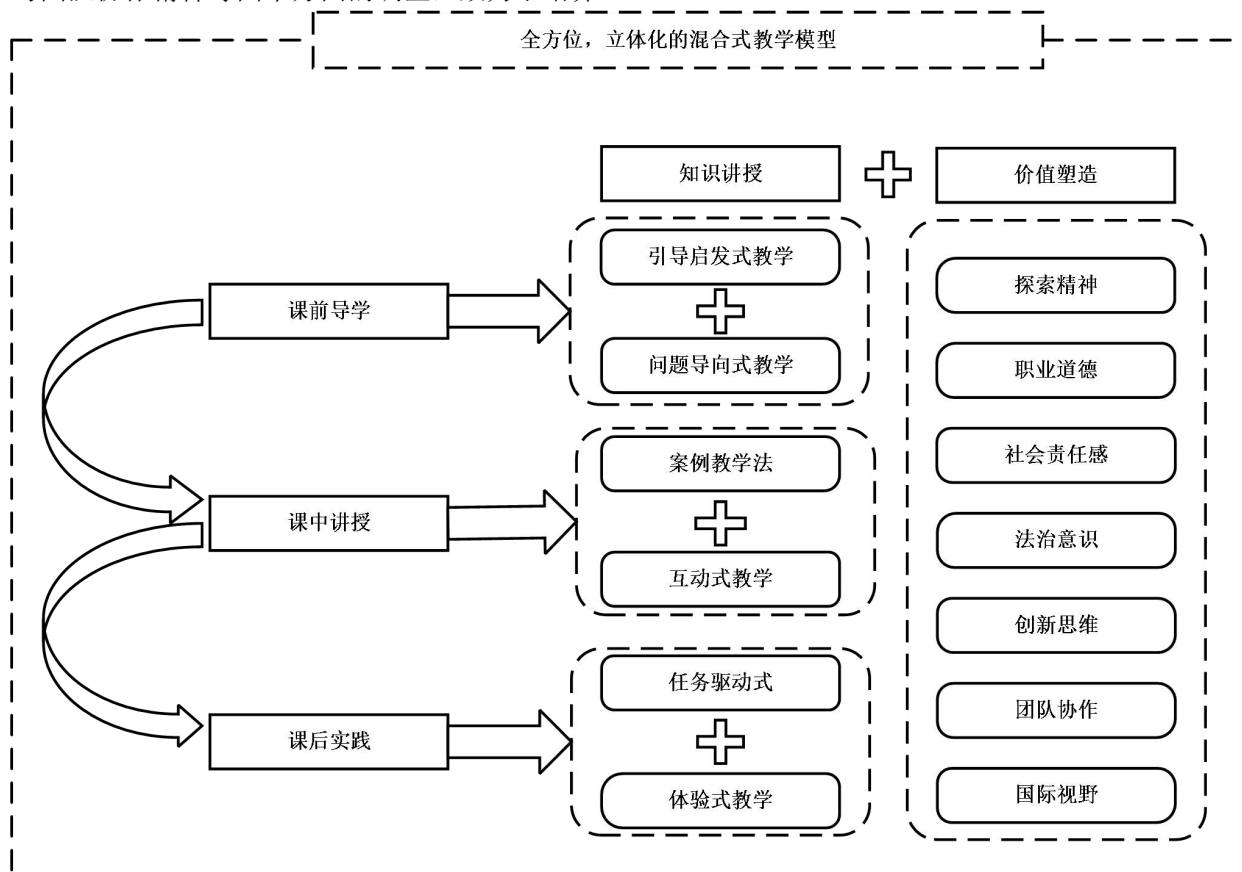 全方位，立体化的混合式教学模型
知识讲授
价值塑造
引导启发式教学
探索精神
课前导学
问题导向式教学
职业道德
案例教学法
社会责任感
课中讲授
法治意识
互动式教学
创新思维
任务驱动式
团队协作
课后实践
体验式教学
国际视野